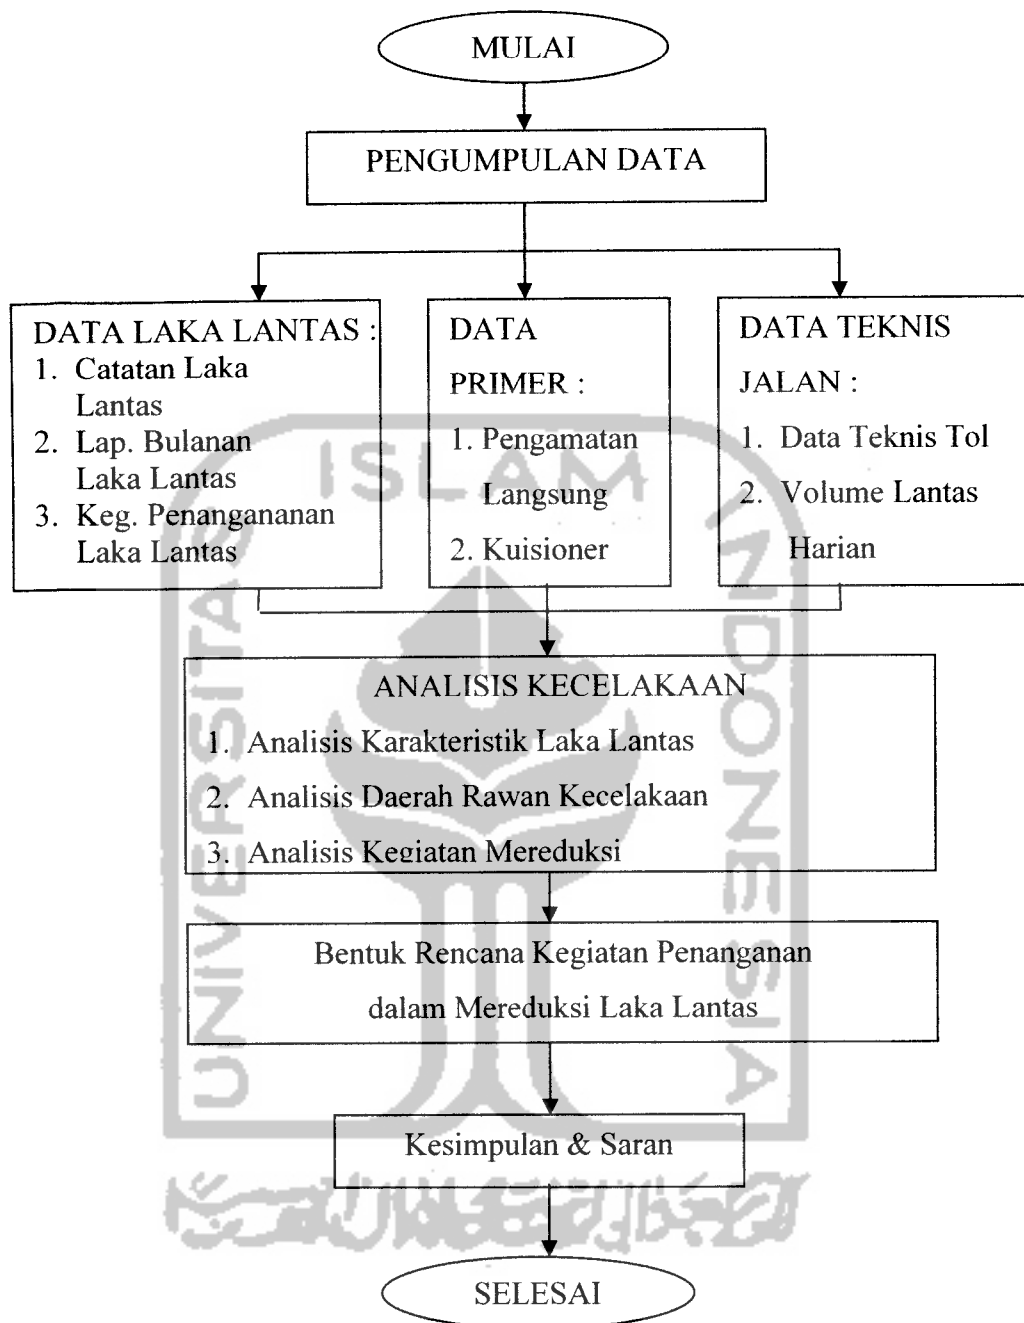 MULAI
PENGUMPULAN DATA
DATA LAKA LANTAS :
1. Catatan Laka
Lantas
2. Lap. Bulanan
Laka Lantas
3. Keg. Penangananan
Laka Lantas
DATA
PRIMER :
1. Pengamatan
Langsung
2. Kuisioner
DATA TEKNIS
JALAN :
1. Data Teknis Tol
2. Volume Lantas
Harian
ANALISIS KECELAKAAN
1. Analisis Karakteristik Laka Lantas
2. Analisis Daerah Rawan Kecelakaan
3. Analisis Kegiatan Mereduksi
Bentuk Rencana Kegiatan Penanganan
dalam Mereduksi Laka Lantas
Kesimpulan & Saran
SELESAI
UNIVERSITAS
ISLAM
INDONESIA